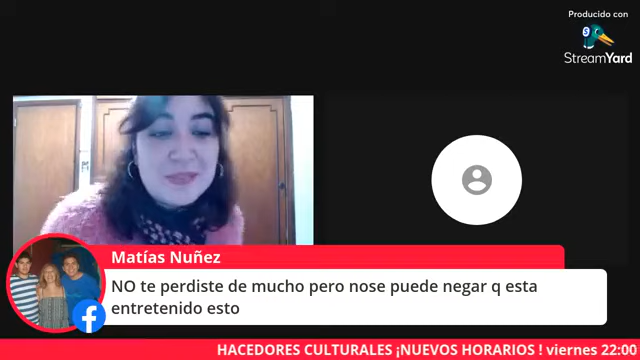 Producido con
StreamYard
Matías Nuñez
NO te perdiste de mucho pero nose puede negar q esta
entretenido esto
HACEDORES CULTURALES ¡NUEVOS HORARIOS ! viernes 22:00